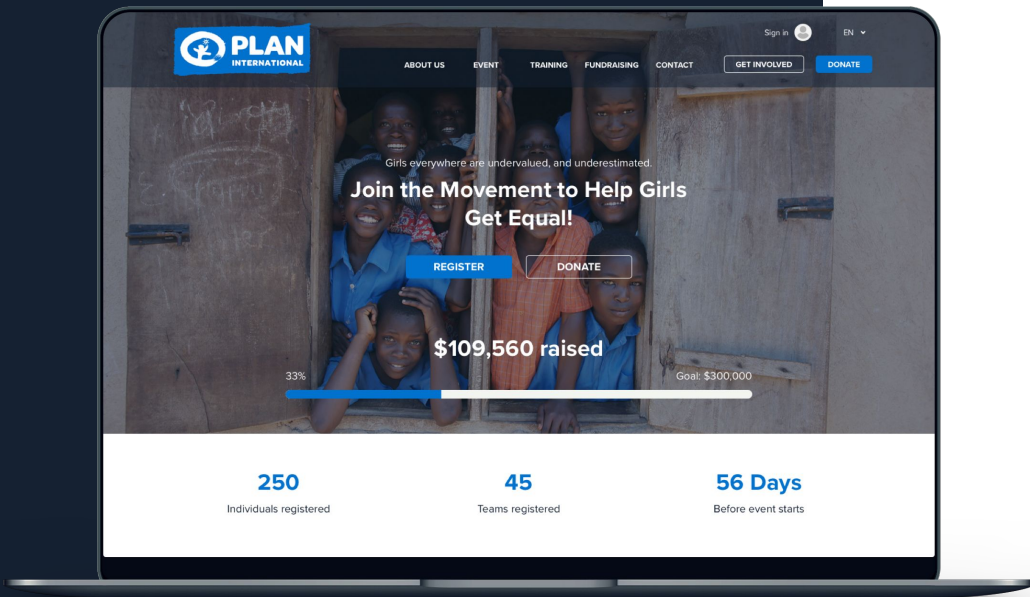 PLAN
INTERNATIONAL
Sign in
EN
ABOUT US
EVENT
TRAINING
FUNDRAISING
CONTACT
GET INVOLVED
DONATE
Girls everywhere are undervalued, and underestimated.
Join the Movement to Help Girls
Get Equal!
REGISTER
DONATE
$109,560 raised
33%
Goal: $300,000
250
Individuals registered
45
Teams registered
56 Days
Before event starts